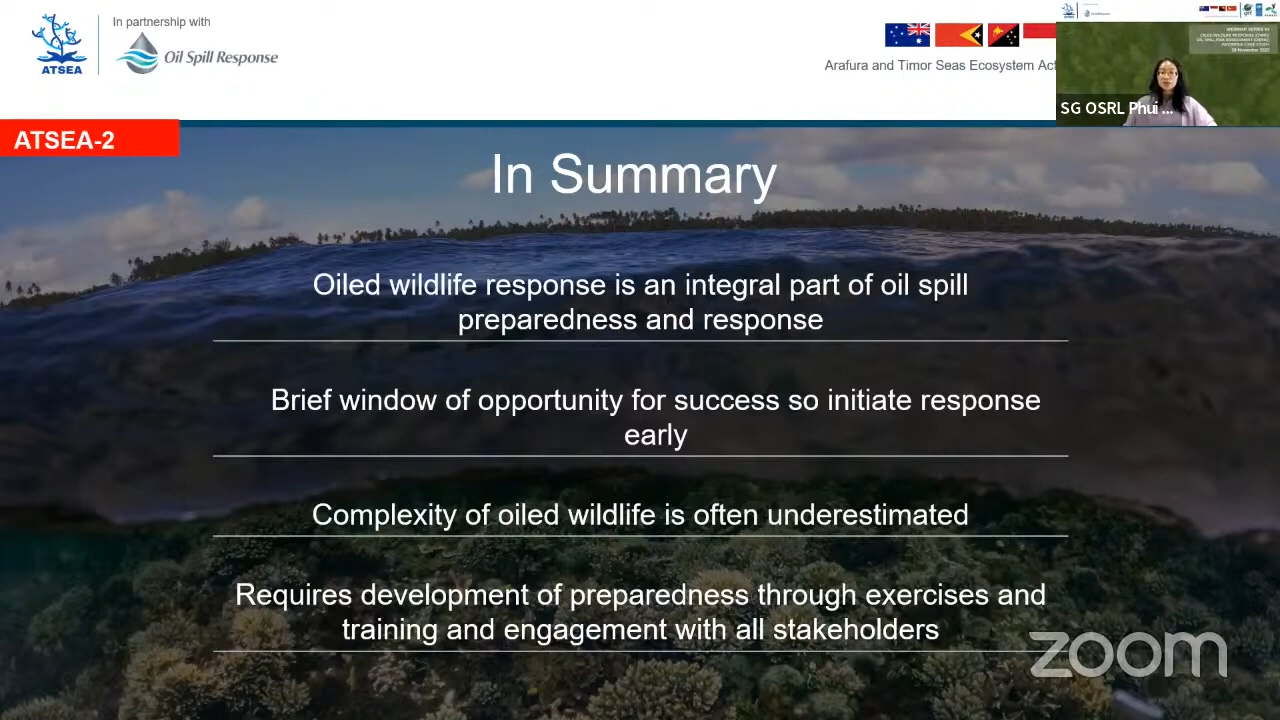 In partnership with
ATSEA
Oil Spill Response
Arafura and Timor Seas Ecosystem Act
SG OSRL Phui ...
ATSEA-2
In Summary
Oiled wildlife response is an integral part of oil spill
preparedness and response
Brief window of opportunity for success so initiate response
early
Complexity of oiled wildlife is often underestimated
Requires development of preparedness through exercises and
training and engagement with all stakeholders
zoom